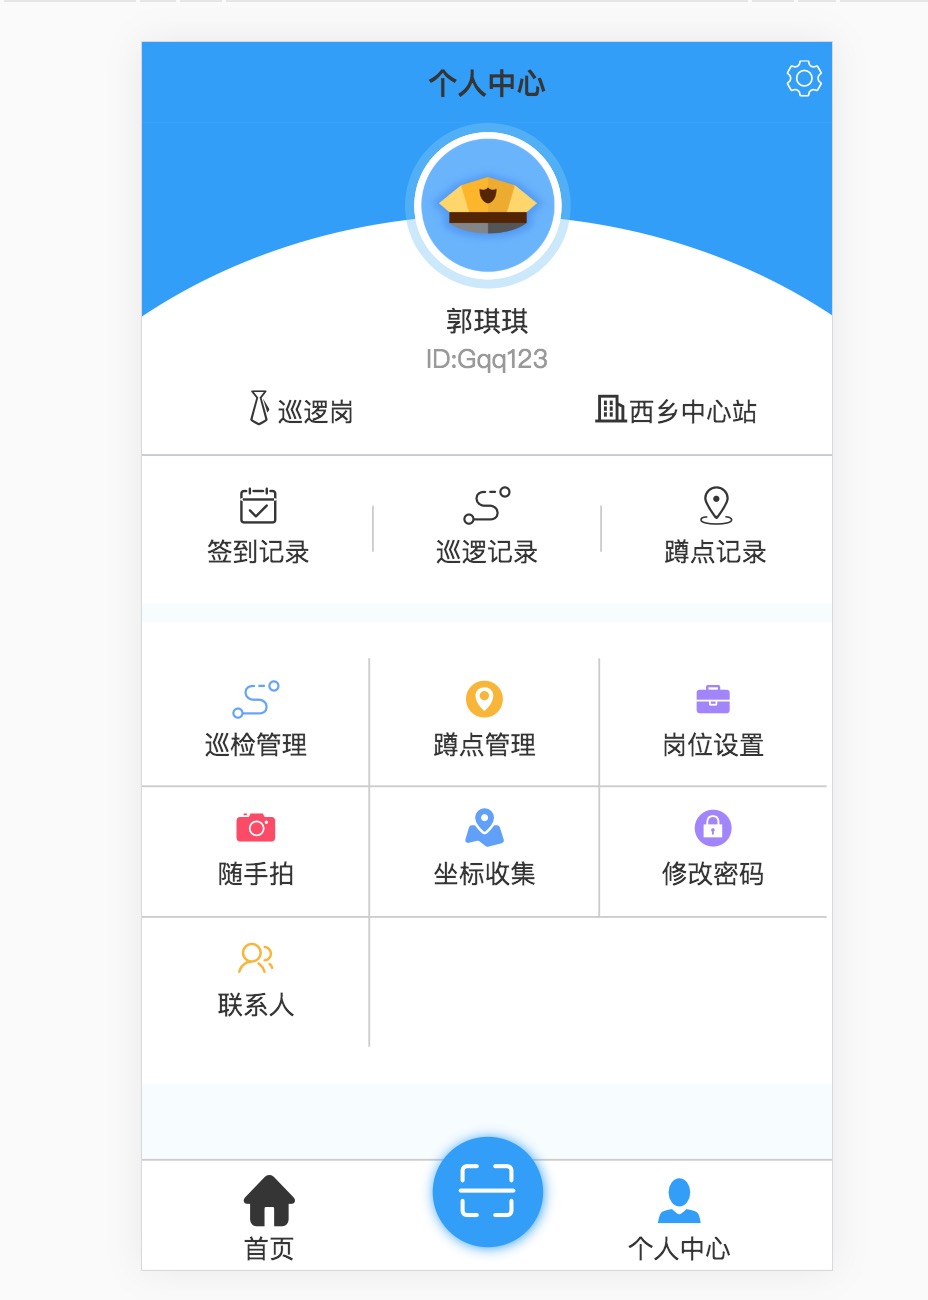 个人中心
郭琪琪
ID:Gqq123
巡逻岗 西乡中心站
签到记录 巡逻记录 蹲点记录
巡检管理 蹲点管理 岗位设置
随手拍 坐标收集 修改密码
联系人
首页 个人中心